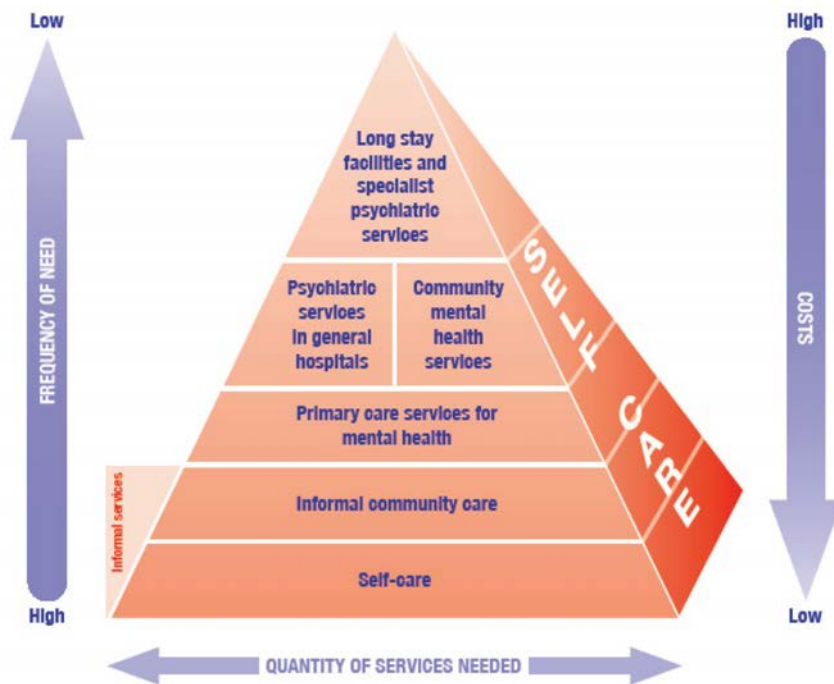 Low
High
Long stay
facilities and
specialist
psychiatric
services
FREQUENCY OF NEED
COSTS
SELF CARE
Psychiatric
services
in general
hospitals
Community
mental
health
services
Primary care services for
mental health
Informal services
Informal community care
Self-care
High
Low
QUANTITY OF SERVICES NEEDED